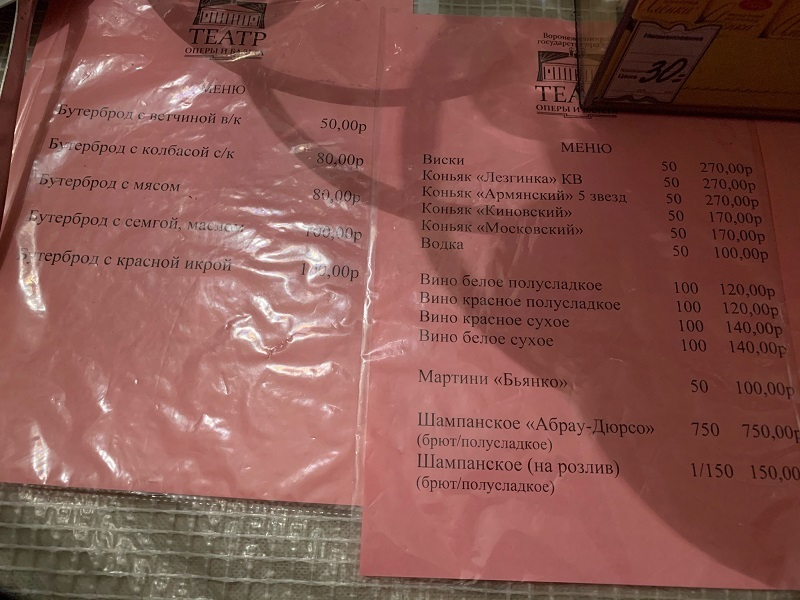 ТЕАТР
ОПЕРЫ И
МЕНЮ
Бутерброд с ветчиной в/к 50,00р
Бутерброд с колбасой с/к 80,00р
Бутерброд с мясом 80,00р
Бутерброд с семгой,
Бутерброд с красной икрой
ОПЕРЫ И
МЕНЮ
Виски 50 270,00р
Коньяк «Лезгинка» КВ 50 270,00р
Коньяк «Армянский» 5 звезд 50 270,00р
Коньяк «Киновский» 50 170,00р
Коньяк «Московский» 50 170,00р
Водка 50 100,00р
Вино белое полусладкое 100 120,00р
Вино красное полусладкое 100 120,00р
Вино красное сухое 100 140,00р
Вино белое сухое 100 140,00р
Мартини «Бьянко» 50 100,00р
Шампанское «Абрау-Дюрсо» 750 750,00р
(брют/полусладкое)
Шампанское (на розлив) 1/150 150,00
(брют/полусладкое)
Цена 30=